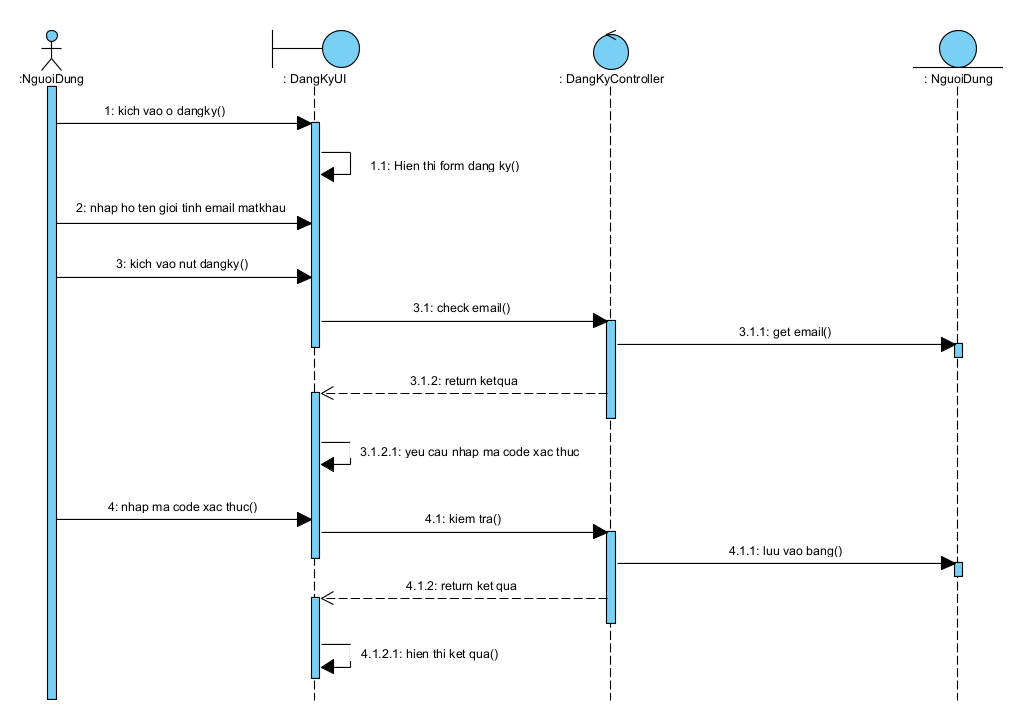 :NguoiDung
: DangKyUI
: DangKyController
: NguoiDung
1: kich vao o dangky()
1.1: Hien thi form dang ky()
2: nhap ho ten gioi tinh email matkhau
3: kich vao nut dangky()
3.1: check email()
3.1.1: get email()
3.1.2: return ketqua
3.1.2.1: yeu cau nhap ma code xac thuc
4: nhap ma code xac thuc()
4.1: kiem tra()
4.1.1: luu vao bang()
4.1.2: return ket qua
4.1.2.1: hien thi ket qua()